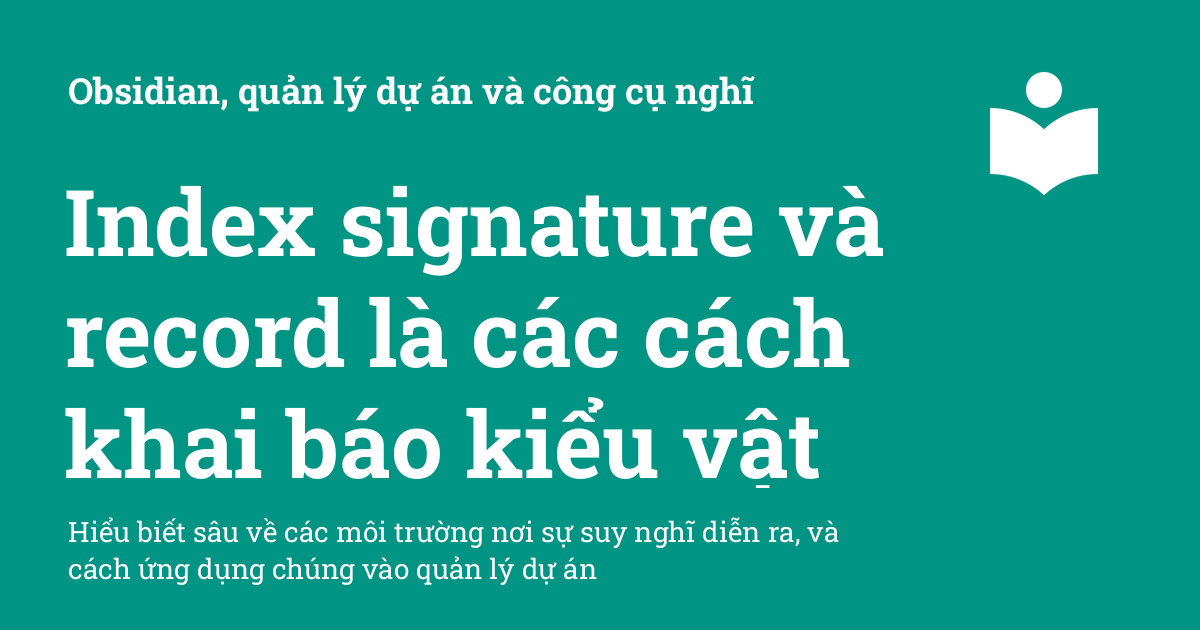 Obsidian, quản lý dự án và công cụ nghĩ
Index signature và
record là các cách
khai báo kiểu vật
Hiểu biết sâu về các môi trường nơi sự suy nghĩ diễn ra, và
cách ứng dụng chúng vào quản lý dự án